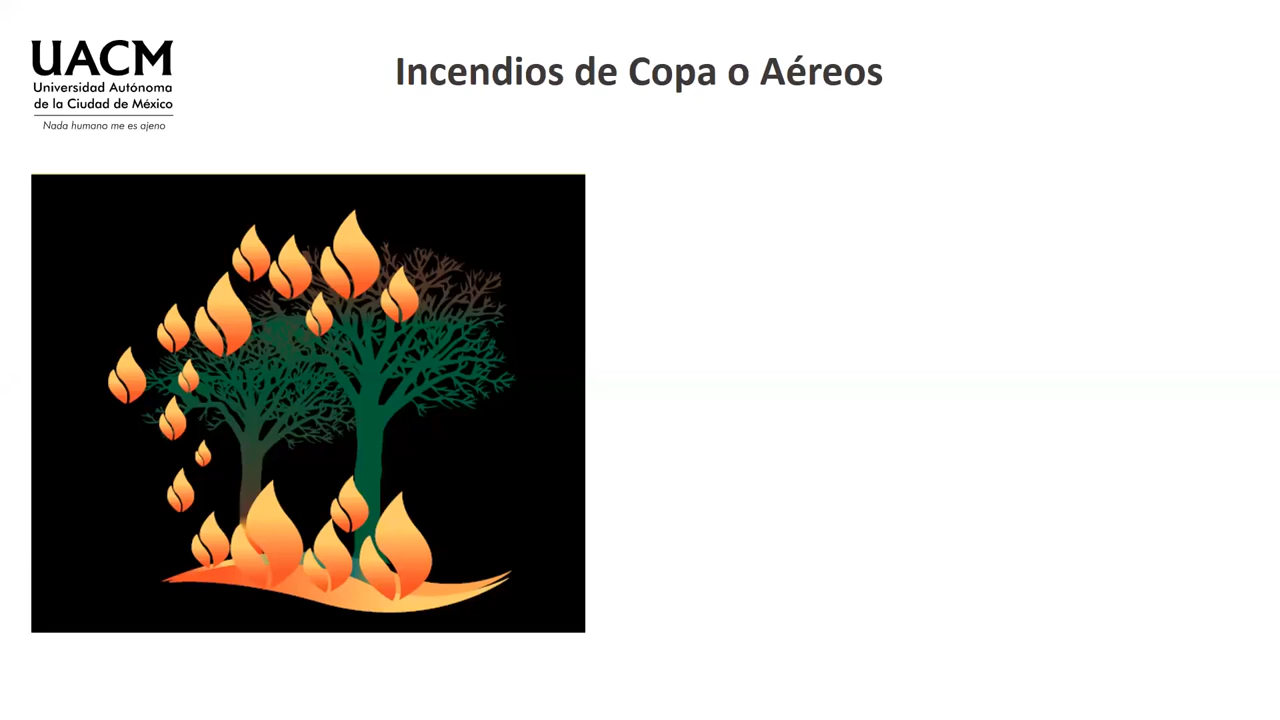 UACM
Universidad Autónoma
de la Ciudad de México
Nada humano me es ajeno
Incendios de Copa o Aéreos